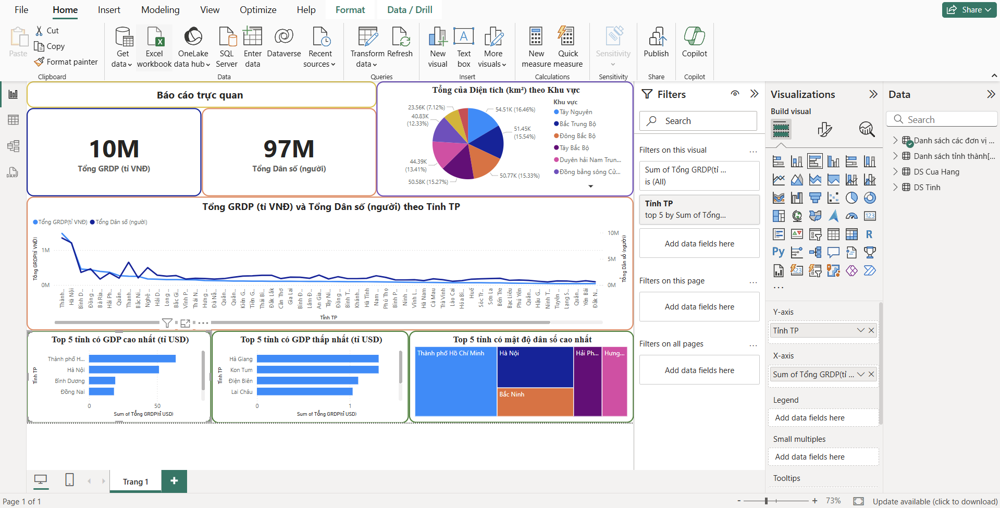 File Home Insert Modeling View Optimize Help Format Data / Drill Share
Paste
Cut
Copy
Format painter
Clipboard
Get data
Excel workbook
OneLake data hub
SQL Server
Enter data
Dataverse
Recent sources
Data
Transform data
Refresh
Queries
New visual
Text box
More visuals
Insert
New measure
Quick measure
Calculations
Sensitivity
Sensitivity
Publish
Share
Copilot
Copilot
Báo cáo trực quan
10M
Tổng GRDP (tỉ VNĐ)
97M
Tổng Dân số (người)
Tổng của Diện tích (km²) theo Khu vực
54.51K (16.46%)
51.45K (15.54%)
50.77K (15.33%)
50.58K (15.27%)
44.39K (13.41%)
40.83K (12.33%)
23.56K (7.12%)
Khu vực
Tây Nguyên
Bắc Trung Bộ
Đông Bắc Bộ
Tây Bắc Bộ
Duyên hải Nam Trun...
Đồng bằng sông Cử...
Tổng GRDP (tỉ VNĐ) và Tổng Dân số (người) theo Tỉnh TP
Tổng GRDP(tỉ VNĐ) Tổng Dân số (người)
Tổng GRDP(tỉ VNĐ)
1M
0M
10M
5M
0M
Tổng Dân số (người)
Thành... Hà Nội Bình D... Đồng ... Bà Rịa... Hải Ph... Quản... Thanh... Bắc Ni... Nghệ ... Hải D... Long ... Bắc Gi... Vĩnh P... Thái N... Hưng ... Đà Nẵ... Quản... Quản... Kiên G... Tiền G... Thái Bì... Đắk Lắk Cần Thơ Gia Lai Bình Đ... Lâm Đ... An Gia... Tây Ni... Đồng ... Bình T... Khánh... Hà Tĩnh Nam ... Phú Thọ Bình P... Ninh ... Vĩnh L... Hà Nam Cà Mau Trà Vinh Lào Cai Hòa Bì... Huế Sóc Tr... Sơn La Bến Tre Bạc Liêu Phú Yên Quản... Hậu G... Ninh T... Tuyên ... Lạng S... Quản... Yên Bái Đắk N...
Tỉnh TP
Top 5 tỉnh có GDP cao nhất (tỉ USD)
Tỉnh TP
Thành phố H...
Hà Nội
Bình Dương
Đồng Nai
0 50
Sum of Tổng GRDP(tỉ USD)
Top 5 tỉnh có GDP thấp nhất (tỉ USD)
Tỉnh TP
Hà Giang
Kon Tum
Điện Biên
Lai Châu
0 1
Sum of Tổng GRDP(tỉ USD)
Top 5 tỉnh có mật độ dân số cao nhất
Thành phố Hồ Chí Minh
Hà Nội
Bắc Ninh
Hải Ph...
Hưng...
Filters
Search
Filters on this visual ...
Sum of Tổng GRDP(tỉ ...
is (All)
Tỉnh TP
top 5 by Sum of Tổng...
Add data fields here
Filters on this page ...
Add data fields here
Filters on all pages ...
Add data fields here
Visualizations
Build visual
123
R
Py
123
...
Y-axis
Tỉnh TP
X-axis
Sum of Tổng GRDP(tỉ ...
Legend
Add data fields here
Small multiples
Add data fields here
Tooltips
Data
Search
Danh sách các đơn vị ...
Danh sách tỉnh thành[...
DS Cua Hang
DS Tinh
Trang 1
Page 1 of 1
- + 73%
Update available (click to download)